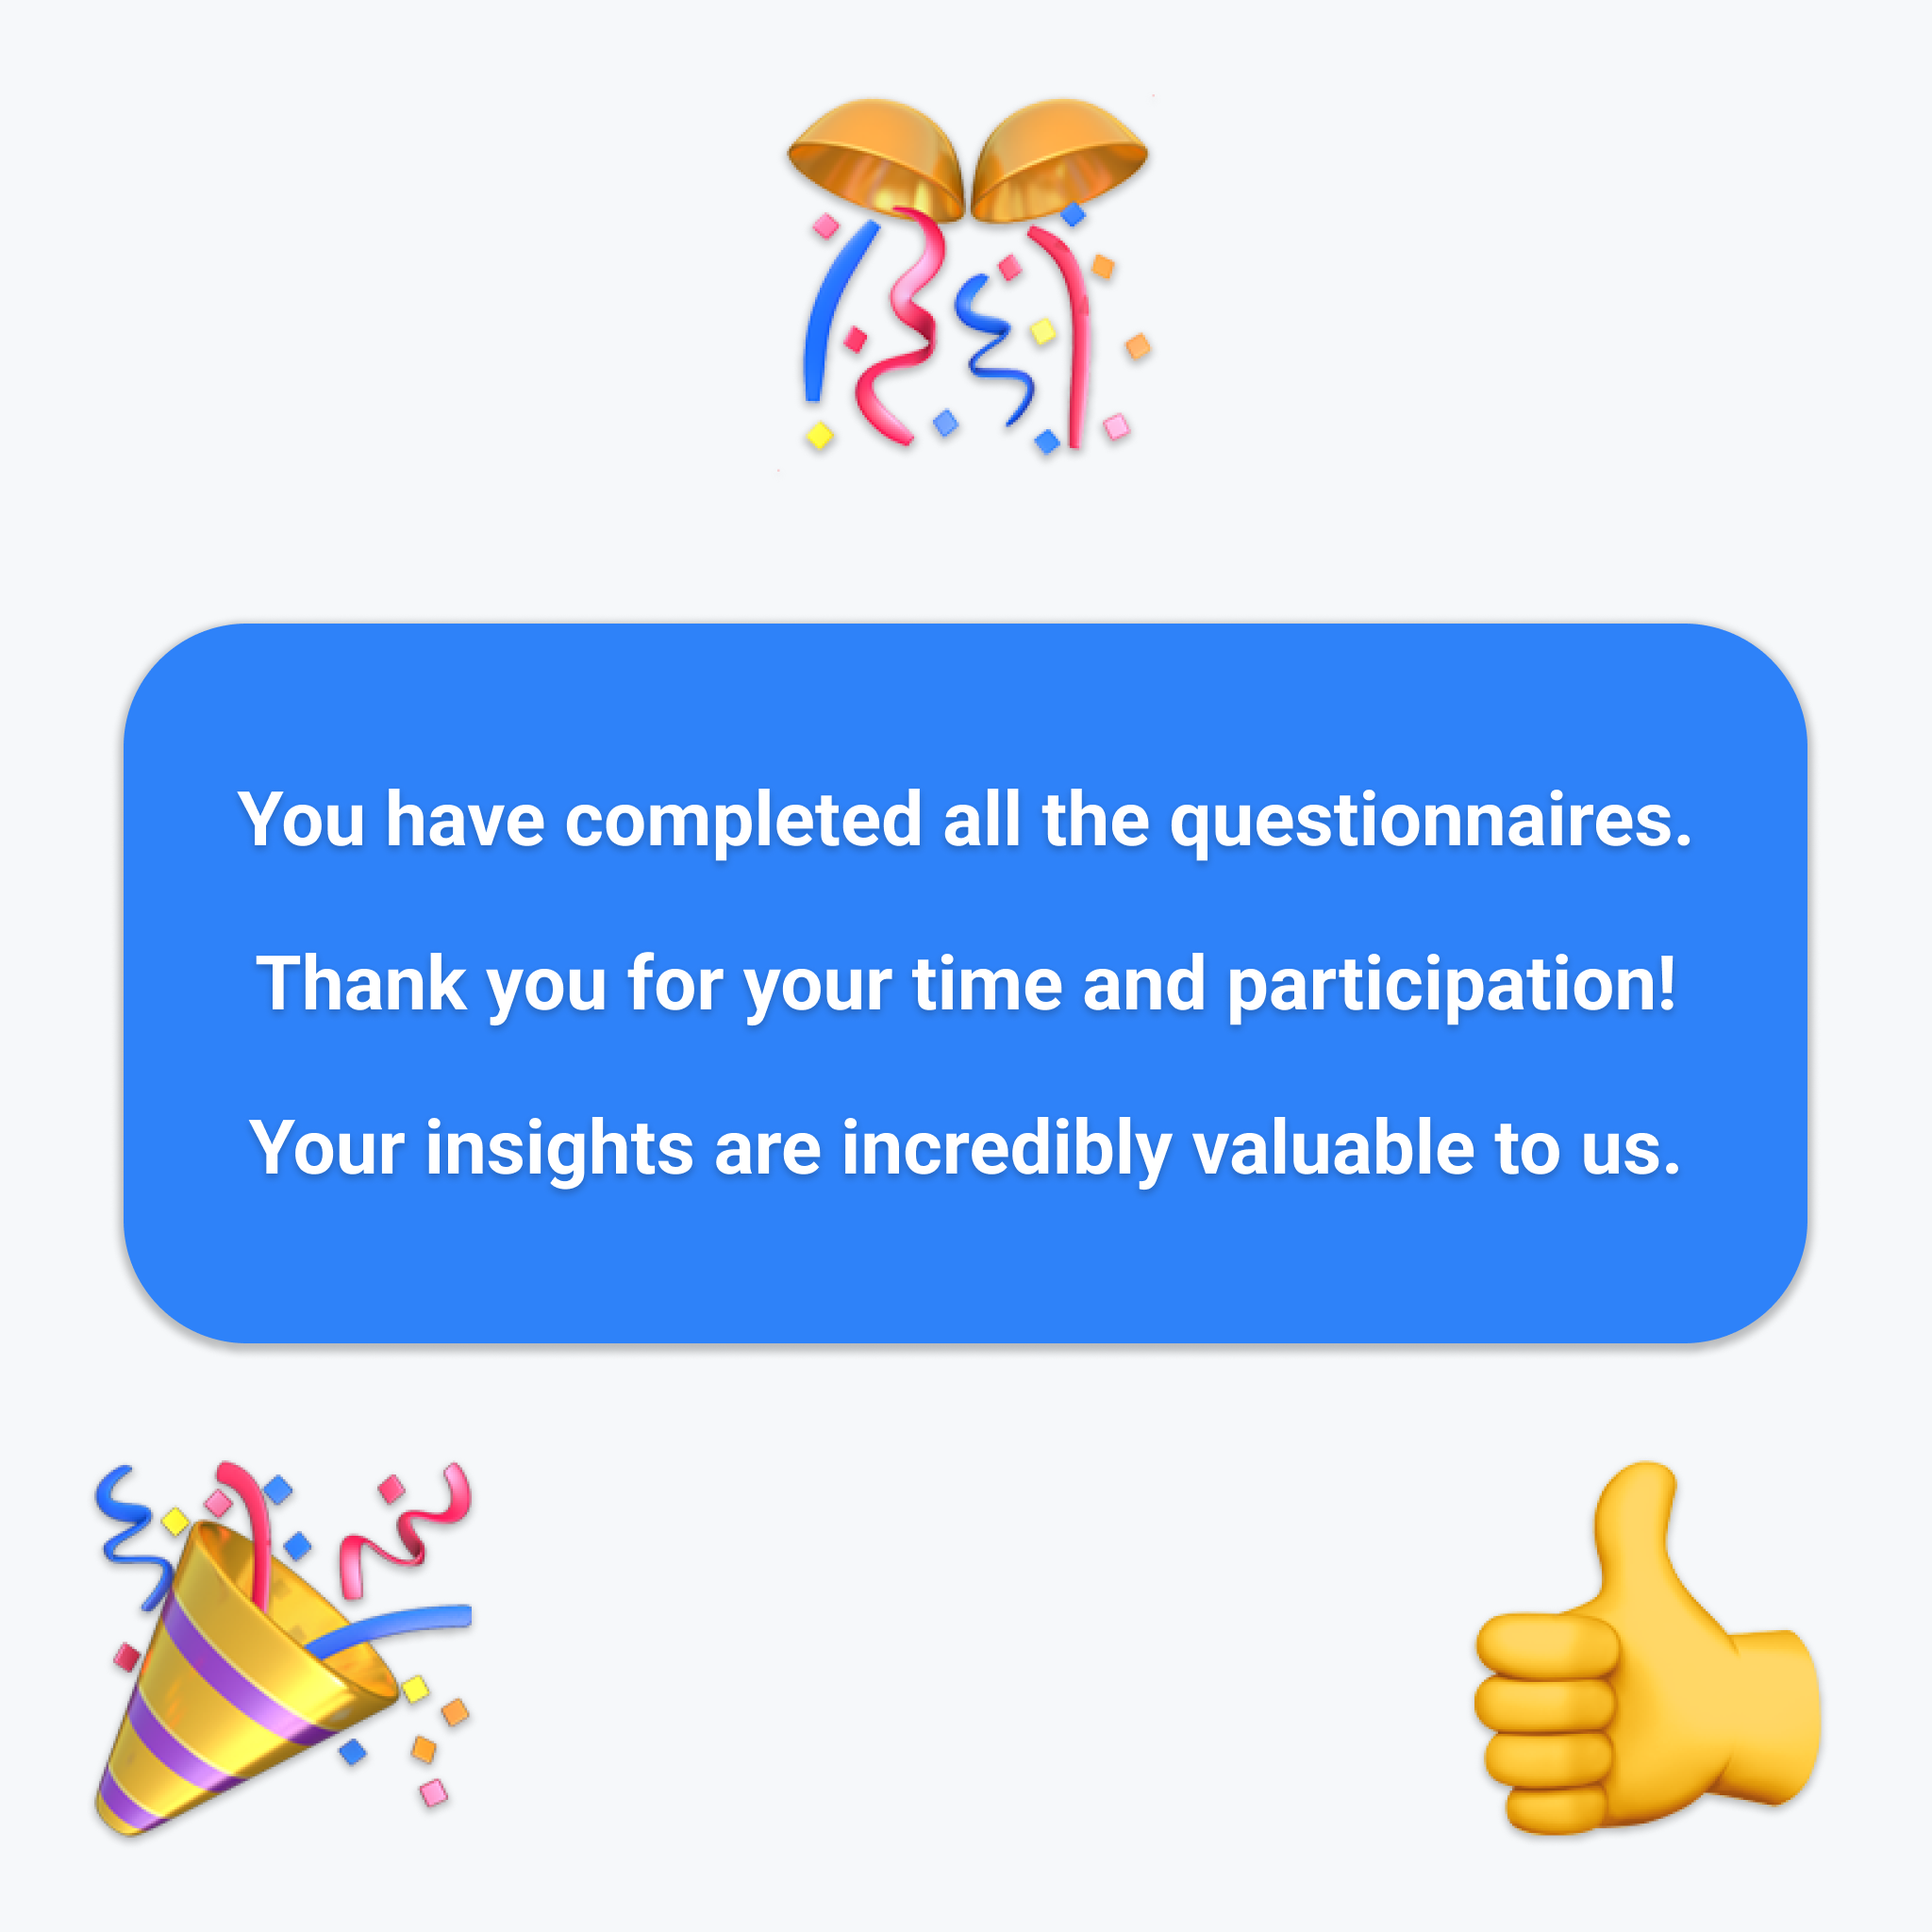 You have completed all the questionnaires.
Thank you for your time and participation!
Your insights are incredibly valuable to us.